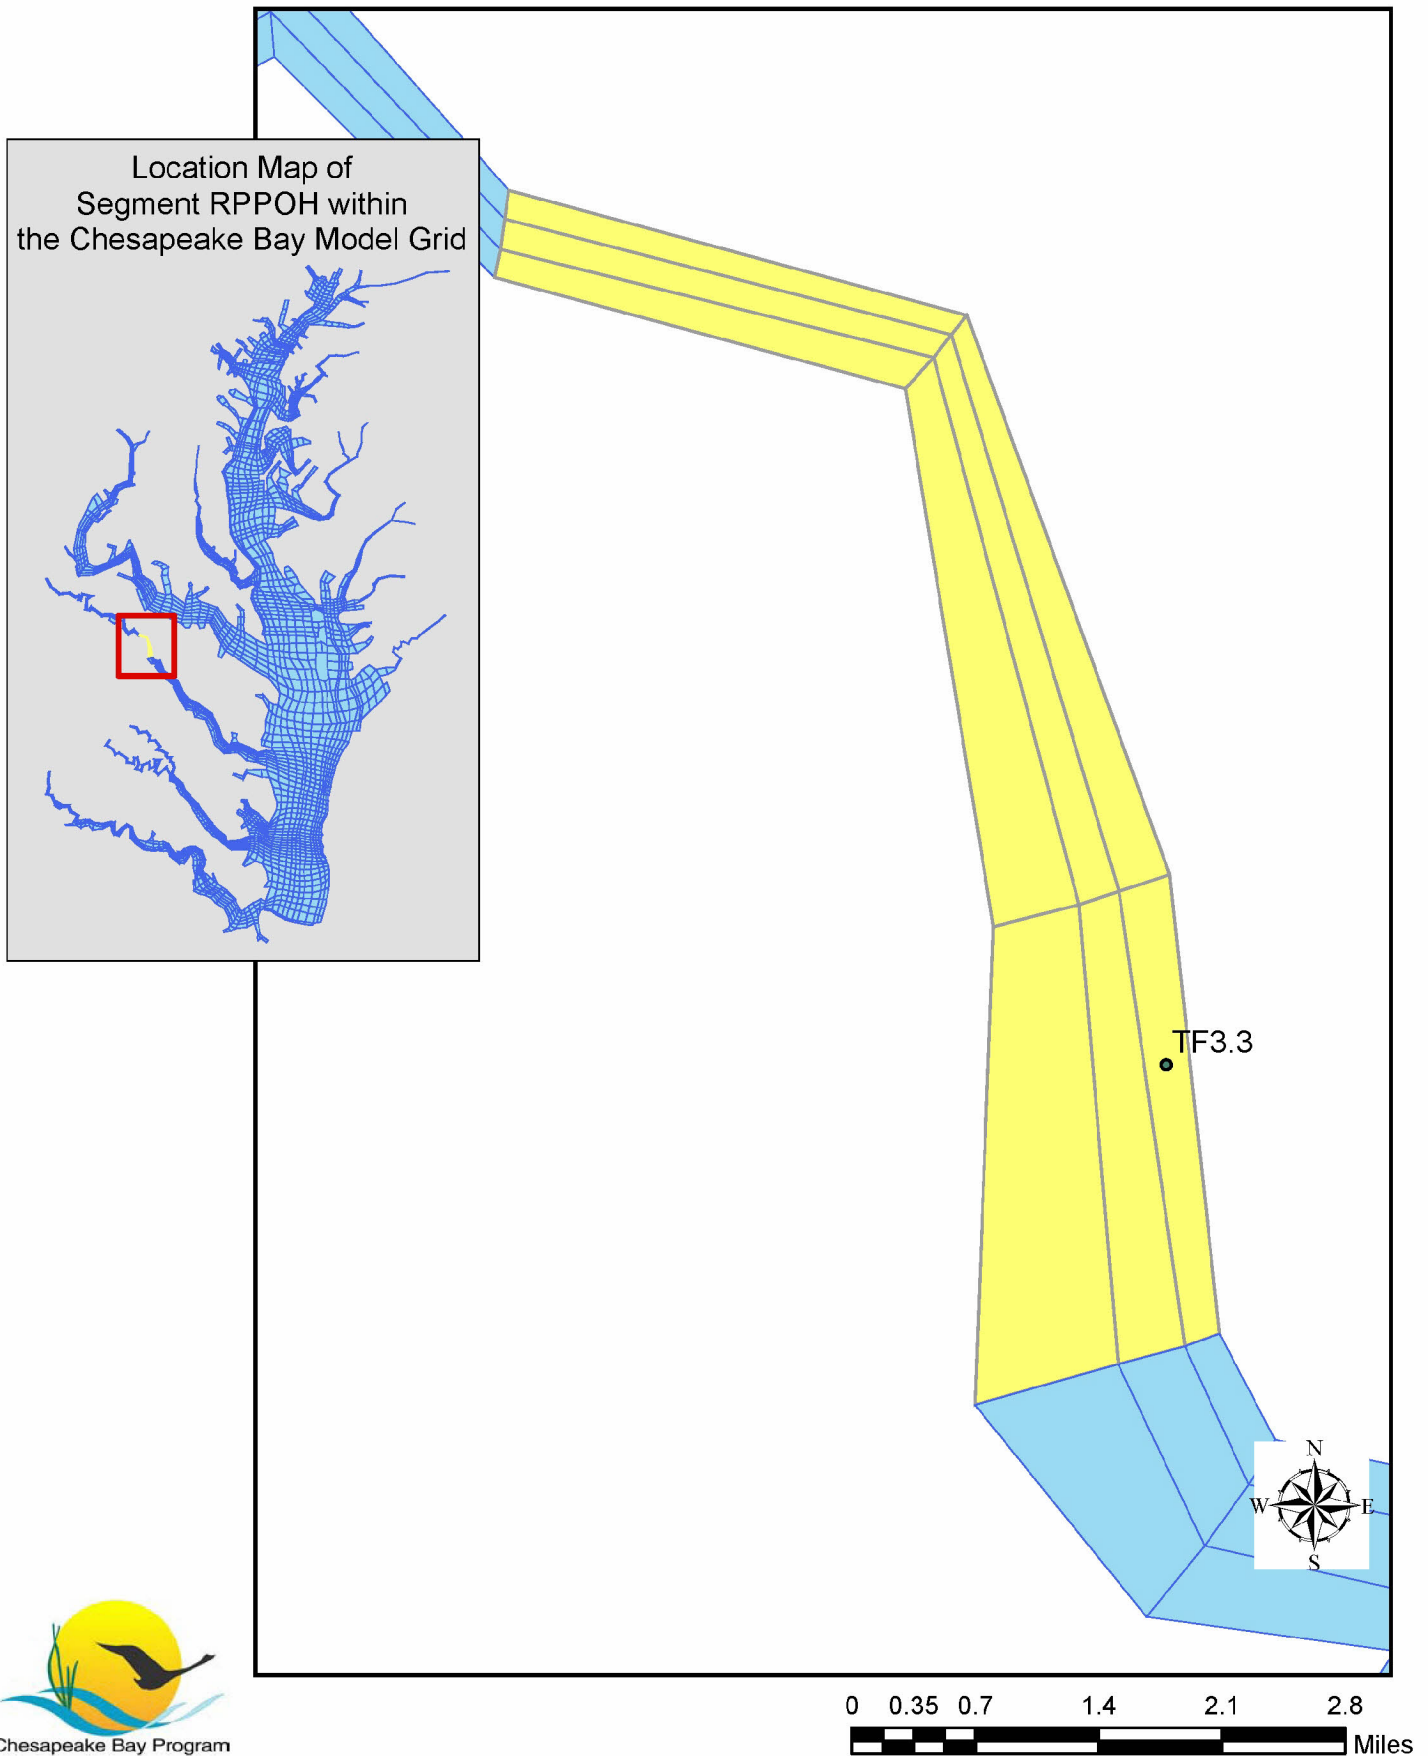 Location Map of
Segment RPPOH within
the Chesapeake Bay Model Grid
TF3.3
N
W E
S
0 0.35 0.7 1.4 2.1 2.8
Miles
Chesapeake Bay Program